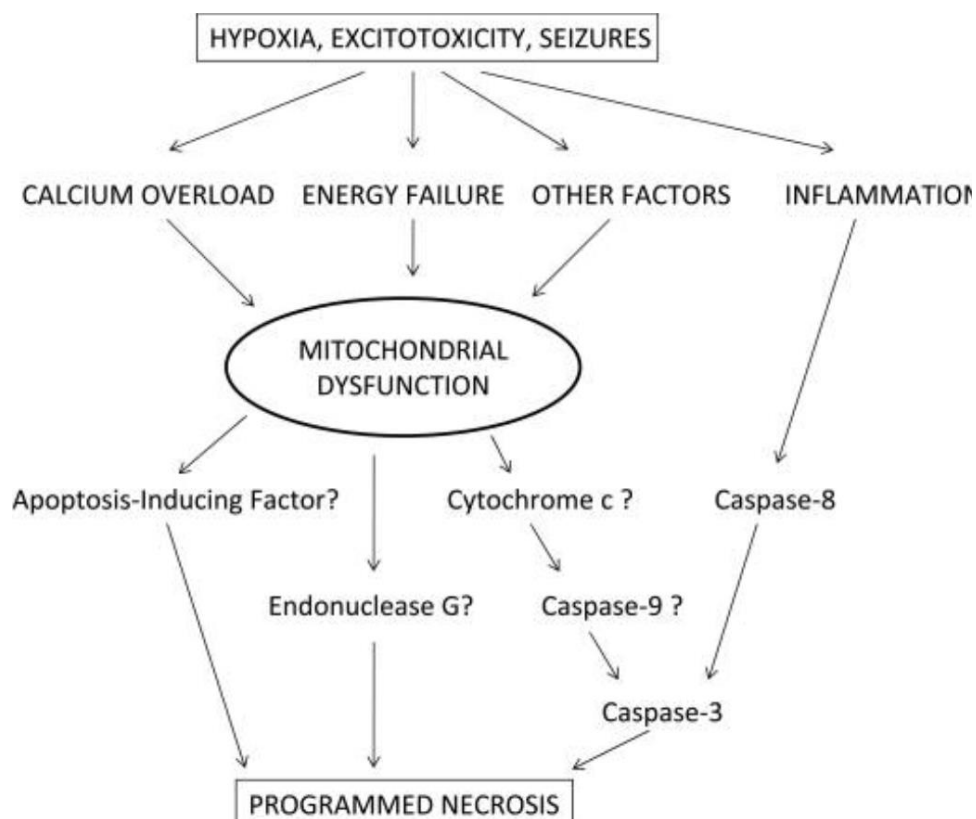 HYPOXIA, EXCITOTOXICITY, SEIZURES
CALCIUM OVERLOAD
ENERGY FAILURE
OTHER FACTORS
INFLAMMATION
MITOCHONDRIAL
DYSFUNCTION
Apoptosis-Inducing Factor?
Cytochrome c ?
Caspase-8
Endonuclease G?
Caspase-9 ?
Caspase-3
PROGRAMMED NECROSIS